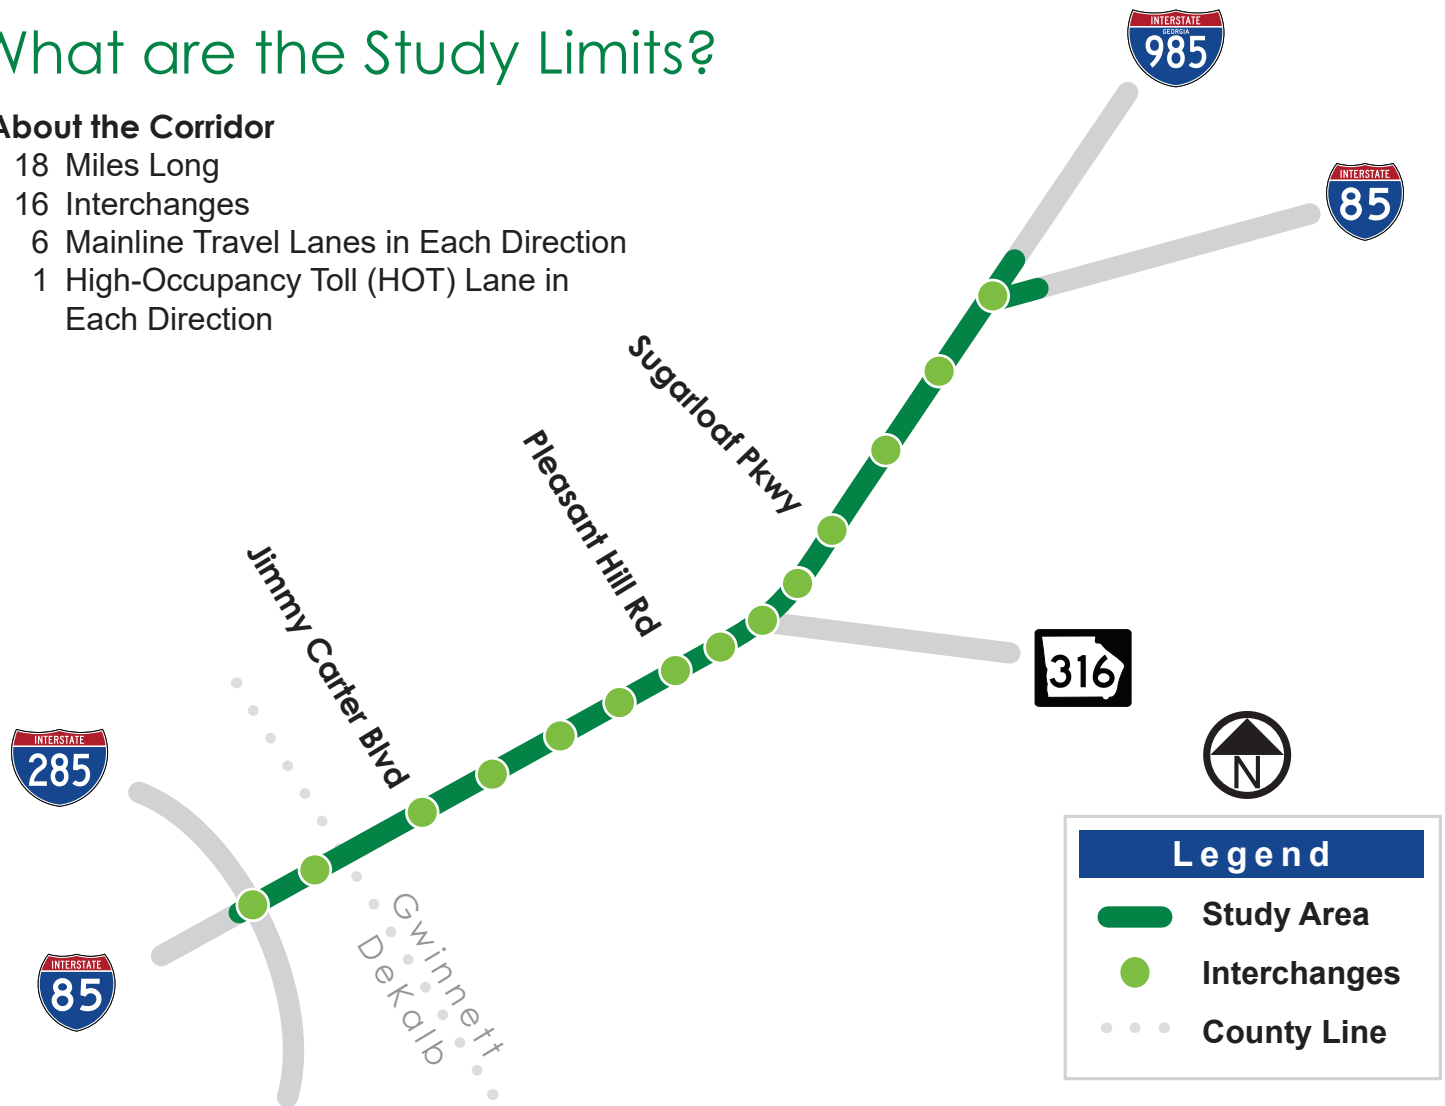 What are the Study Limits?
About the Corridor
18 Miles Long
16 Interchanges
6 Mainline Travel Lanes in Each Direction
1 High-Occupancy Toll (HOT) Lane in
Each Direction
INTERSTATE
GEORGIA
985
INTERSTATE
85
Sugarloaf Pkwy
Pleasant Hill Rd
Jimmy Carter Blvd
316
INTERSTATE
285
INTERSTATE
85
Gwinnett
DeKalb
N
Legend
Study Area
Interchanges
County Line